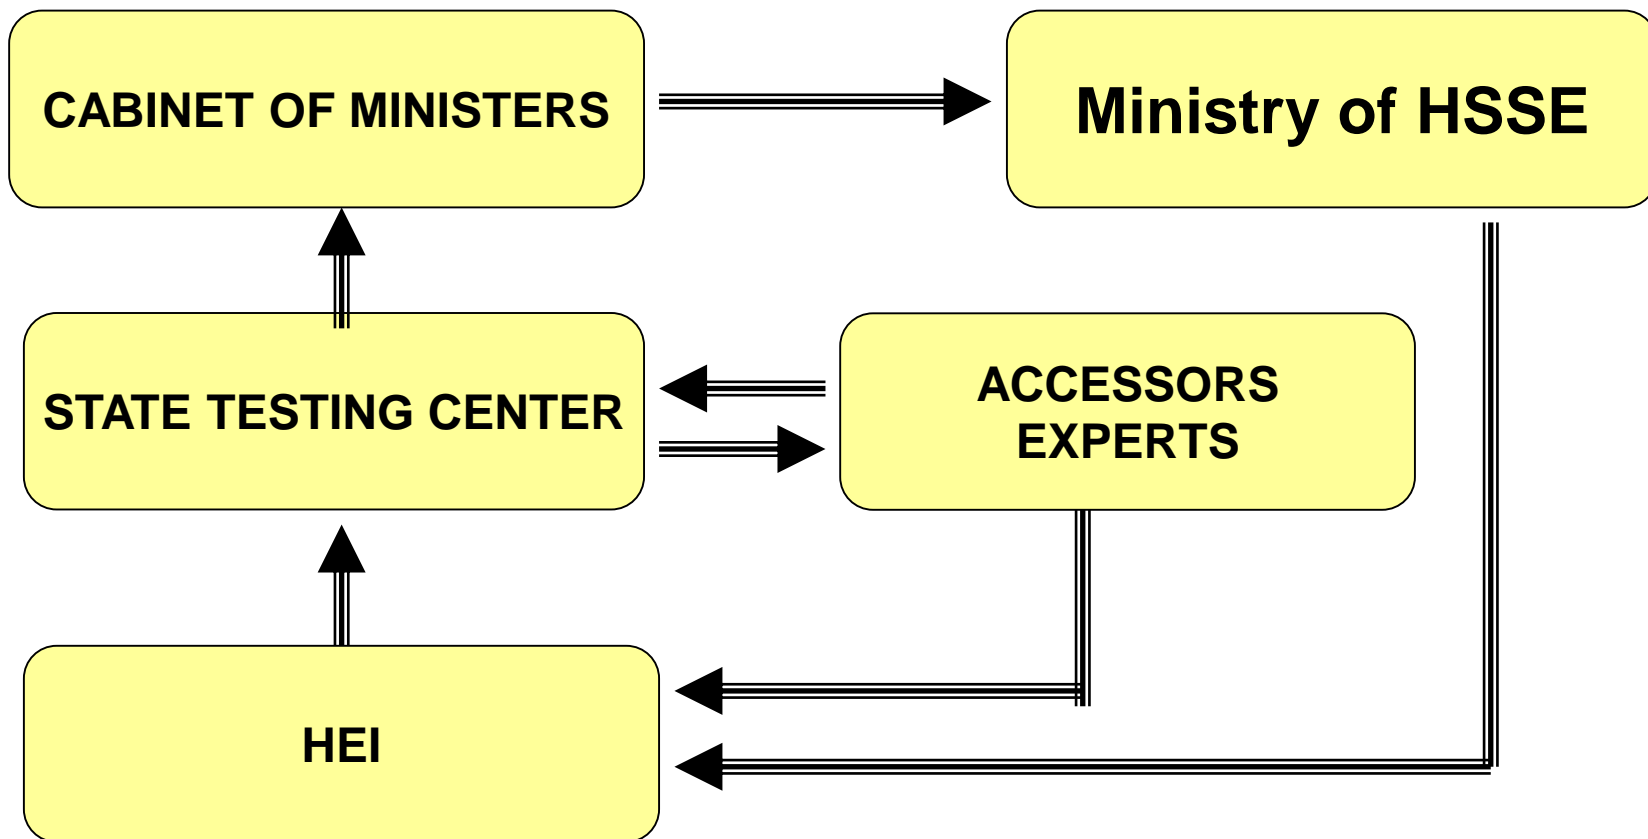 CABINET OF MINISTERS
Ministry of HSSE
STATE TESTING CENTER
ACCESSORS
EXPERTS
HEI